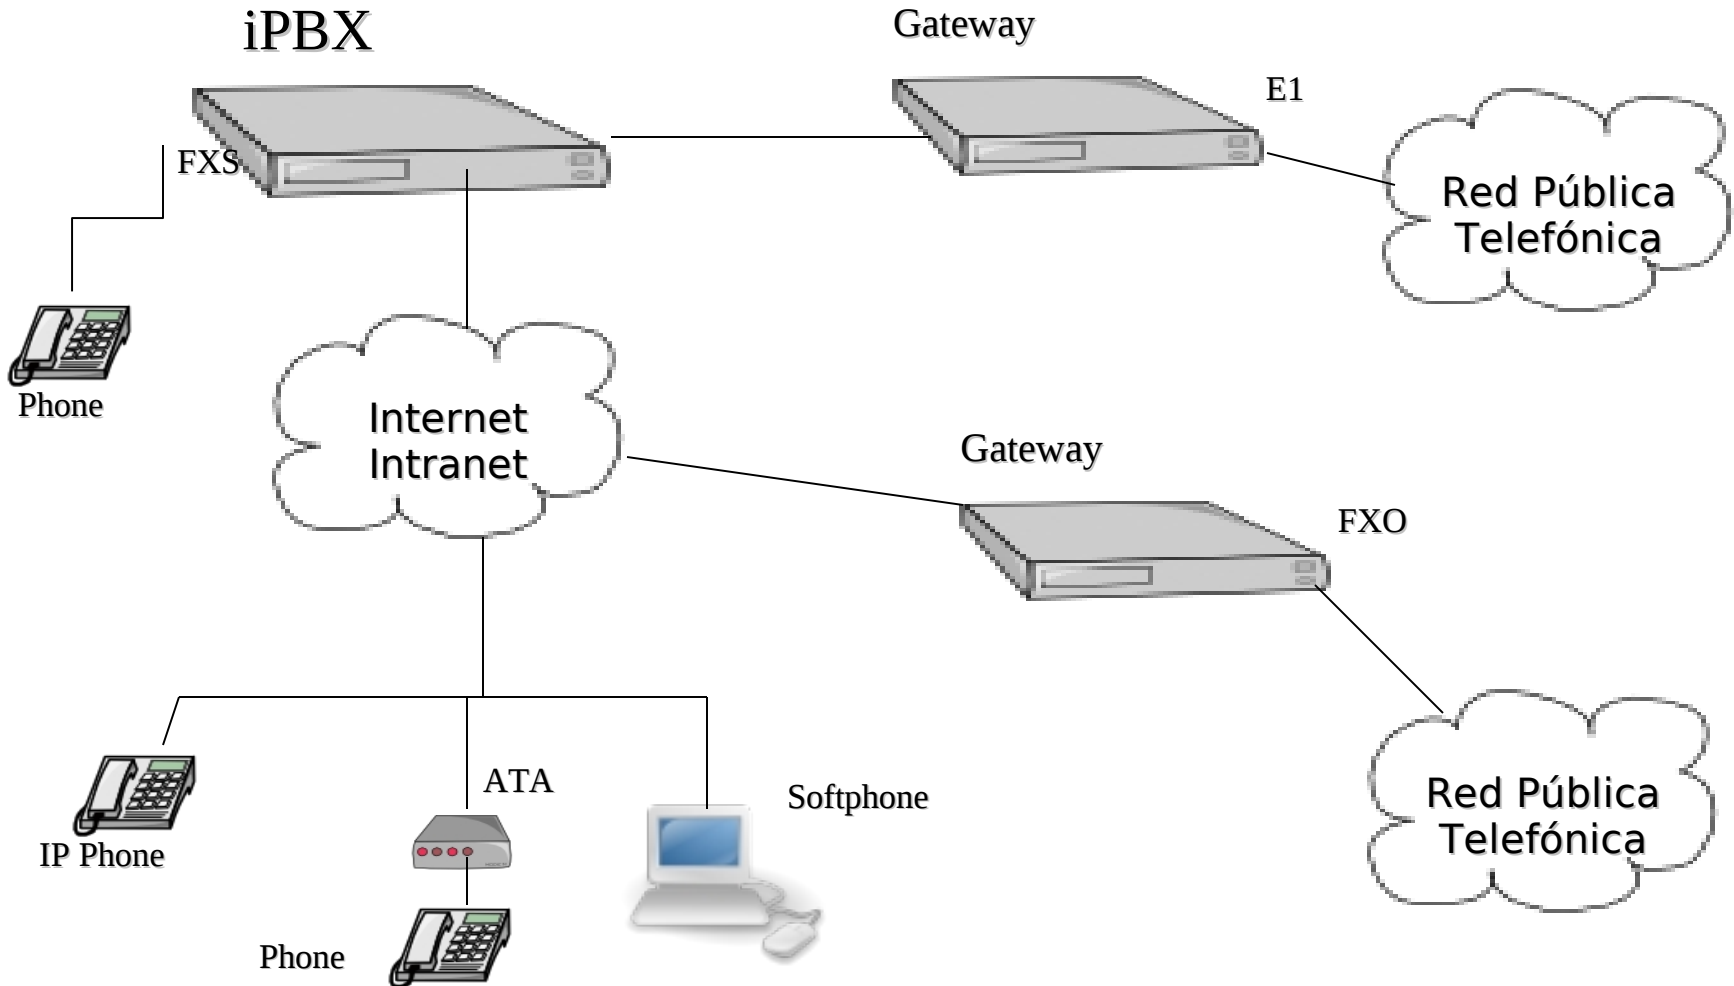 iPBX
Gateway
E1
FXS
Red Pública
Telefónica
Phone
Internet
Intranet
Gateway
FXO
ATA
Softphone
IP Phone
Red Pública
Telefónica
Phone